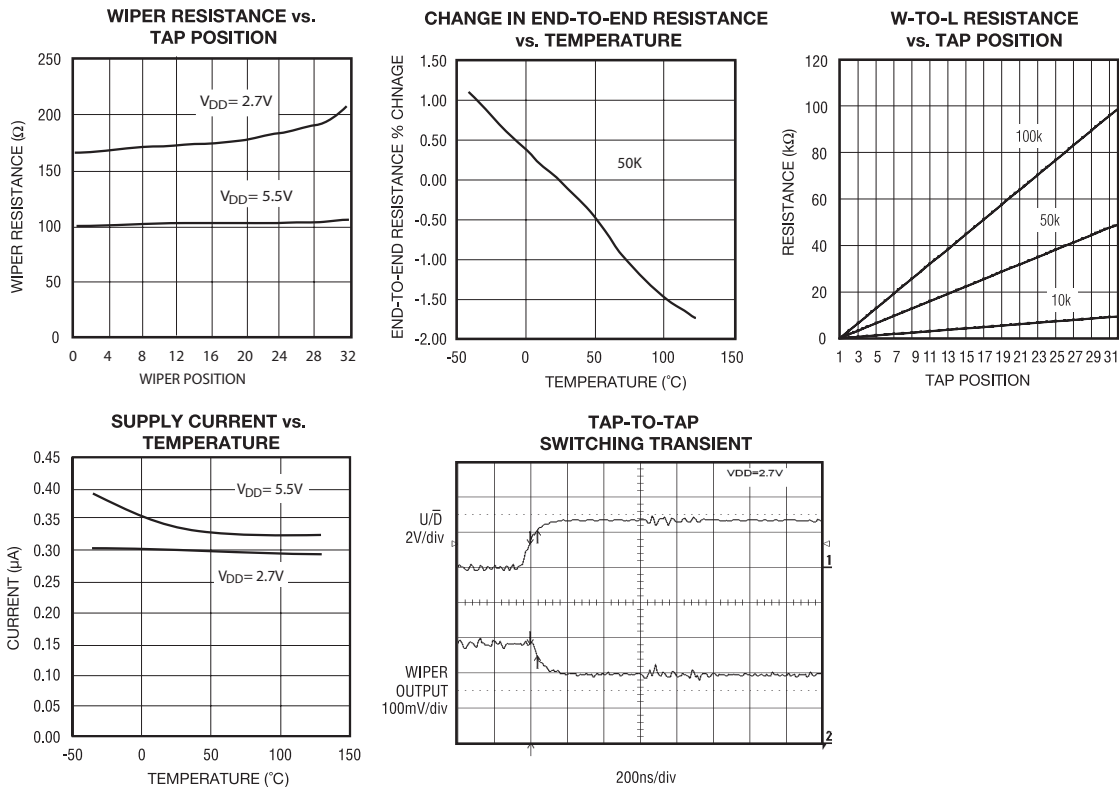 WIPER RESISTANCE vs.
TAP POSITION
250
200
150
100
50
0
WIPER RESISTANCE (Ω)
VDD= 2.7V
VDD= 5.5V
0 4 8 12 16 20 24 28 32
WIPER POSITION
CHANGE IN END-TO-END RESISTANCE
vs. TEMPERATURE
1.50
1.00
0.50
0.00
-0.50
-1.00
-1.50
-2.00
END-TO-END RESISTANCE % CHNAGE
50K
-50 0 50 100 150
TEMPERATURE (°C)
W-TO-L RESISTANCE
vs. TAP POSITION
120
100
80
60
40
20
0
RESISTANCE (kΩ)
100k
50k
10k
1 3 5 7 9 11 13 15 17 19 21 23 25 27 29 31
TAP POSITION
SUPPLY CURRENT vs.
TEMPERATURE
0.45
0.40
0.35
0.30
0.25
0.20
0.15
0.10
0.05
0.00
CURRENT (µA)
VDD= 5.5V
VDD= 2.7V
-50 0 50 100 150
TEMPERATURE (°C)
TAP-TO-TAP
SWITCHING TRANSIENT
VDD=2.7V
U/D̅
2V/div
1
WIPER
OUTPUT
100mV/div
2
200ns/div